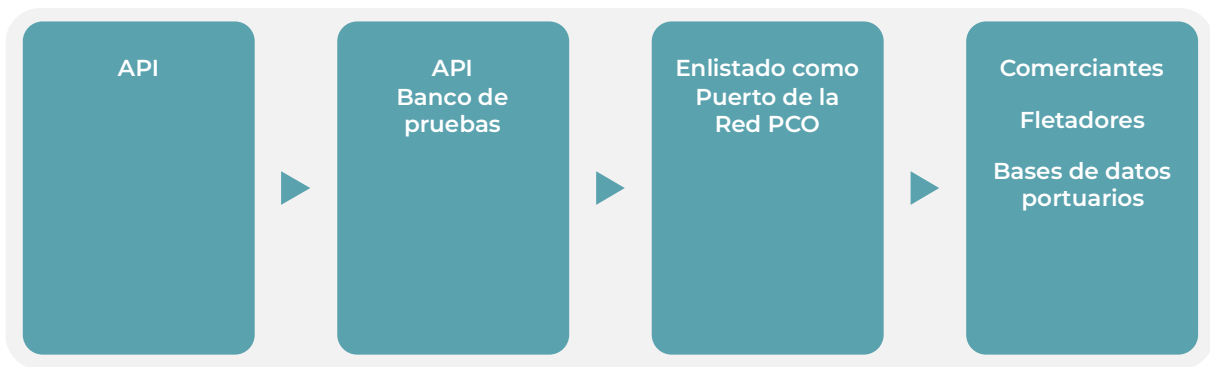 API
API
Banco de
pruebas
Enlistado como
Puerto de la
Red PCO
Comerciantes
Fletadores
Bases de datos
portuarios